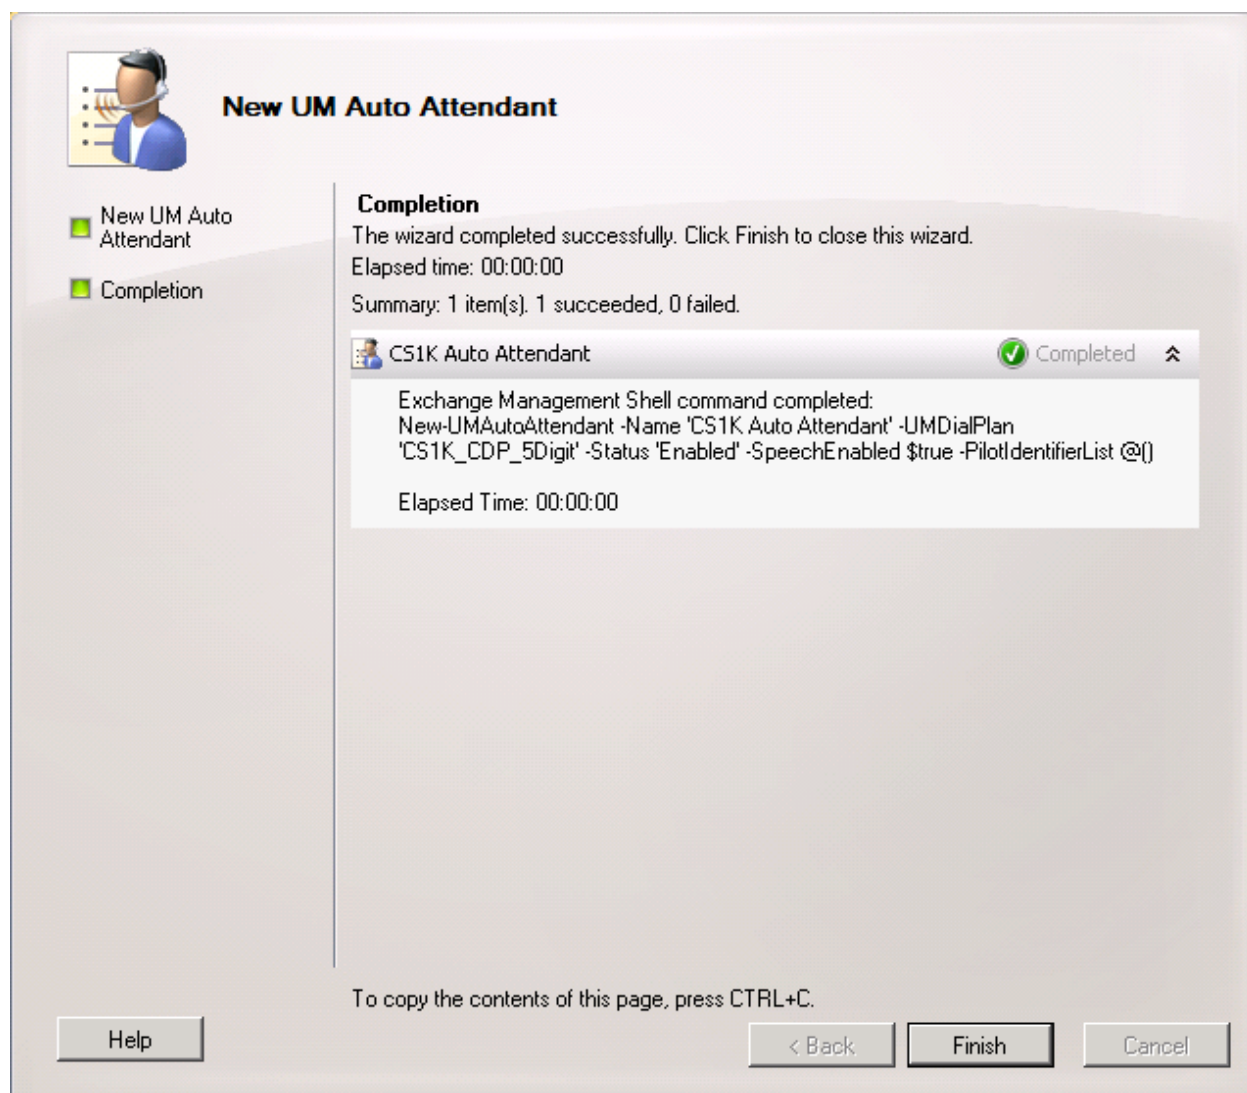 New UM Auto Attendant
New UM Auto
Attendant
Completion
Completion
The wizard completed successfully. Click Finish to close this wizard.
Elapsed time: 00:00:00
Summary: 1 item(s). 1 succeeded, 0 failed.
CS1K Auto Attendant
Completed
Exchange Management Shell command completed:
New-UMAutoAttendant -Name 'CS1K Auto Attendant' -UMDialPlan
'CS1K_CDP_5Digit' -Status 'Enabled' -SpeechEnabled $true -PilotIdentifierList @()
Elapsed Time: 00:00:00
To copy the contents of this page, press CTRL+C.
Help
< Back
Finish
Cancel